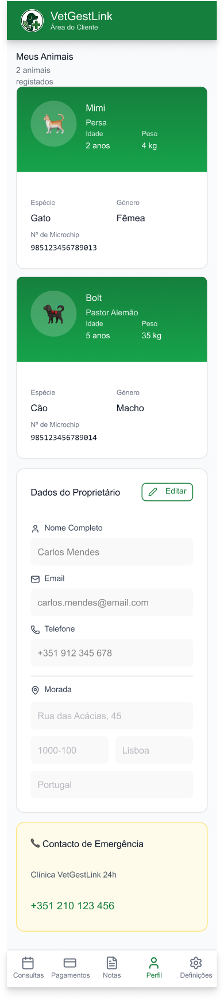 VetGestLink
Área do Cliente
Meus Animais
2 animais
registados
Mimi
Persa
Idade Peso
2 anos 4 kg
Espécie Género
Gato Fêmea
Nº de Microchip
985123456789013
Bolt
Pastor Alemão
Idade Peso
5 anos 35 kg
Espécie Género
Cão Macho
Nº de Microchip
985123456789014
Dados do Proprietário Editar
Nome Completo
Carlos Mendes
Email
carlos.mendes@email.com
Telefone
+351 912 345 678
Morada
Rua das Acácias, 45
1000-100 Lisboa
Portugal
Contacto de Emergência
Clínica VetGestLink 24h
+351 210 123 456
Consultas Pagamentos Notas Perfil Definições